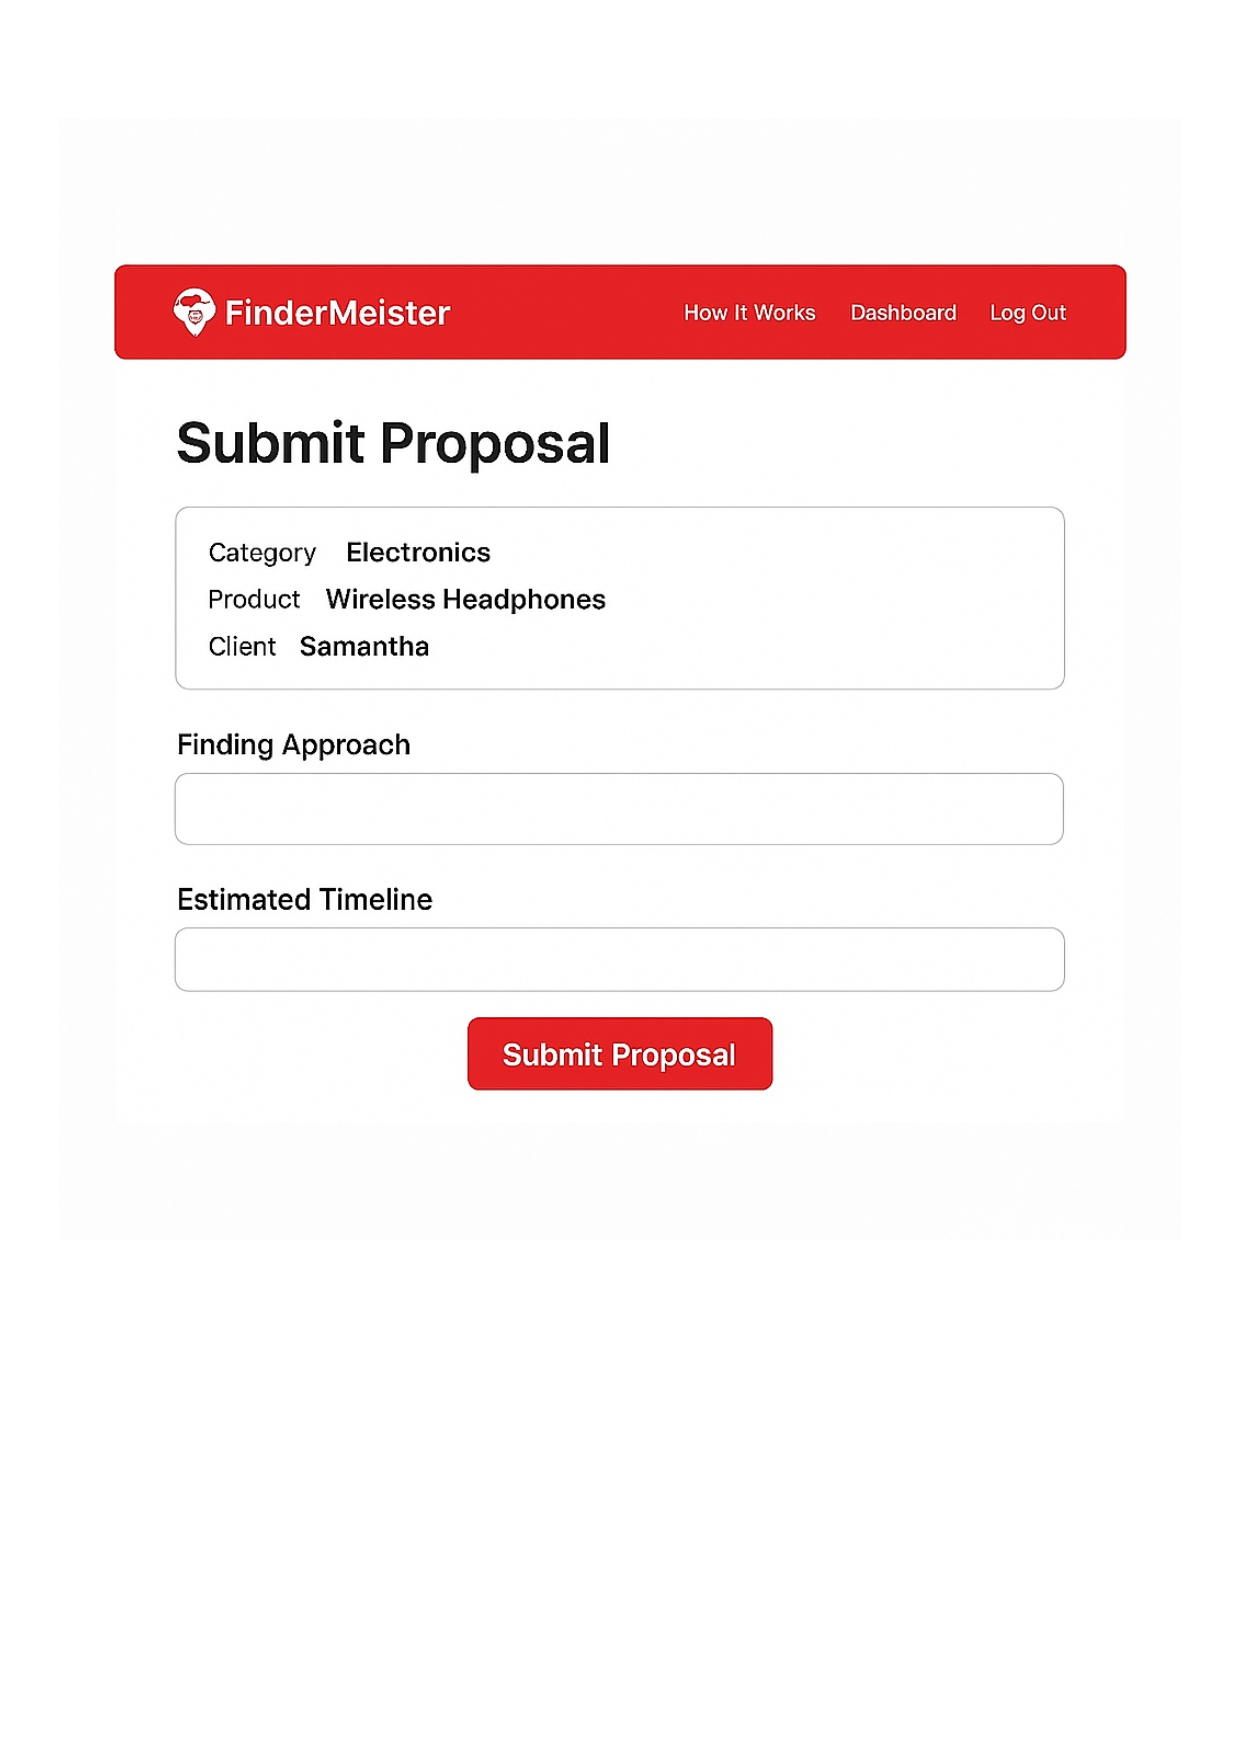 FinderMeister How It Works Dashboard Log Out
Submit Proposal
Category Electronics
Product Wireless Headphones
Client Samantha
Finding Approach
Estimated Timeline
Submit Proposal